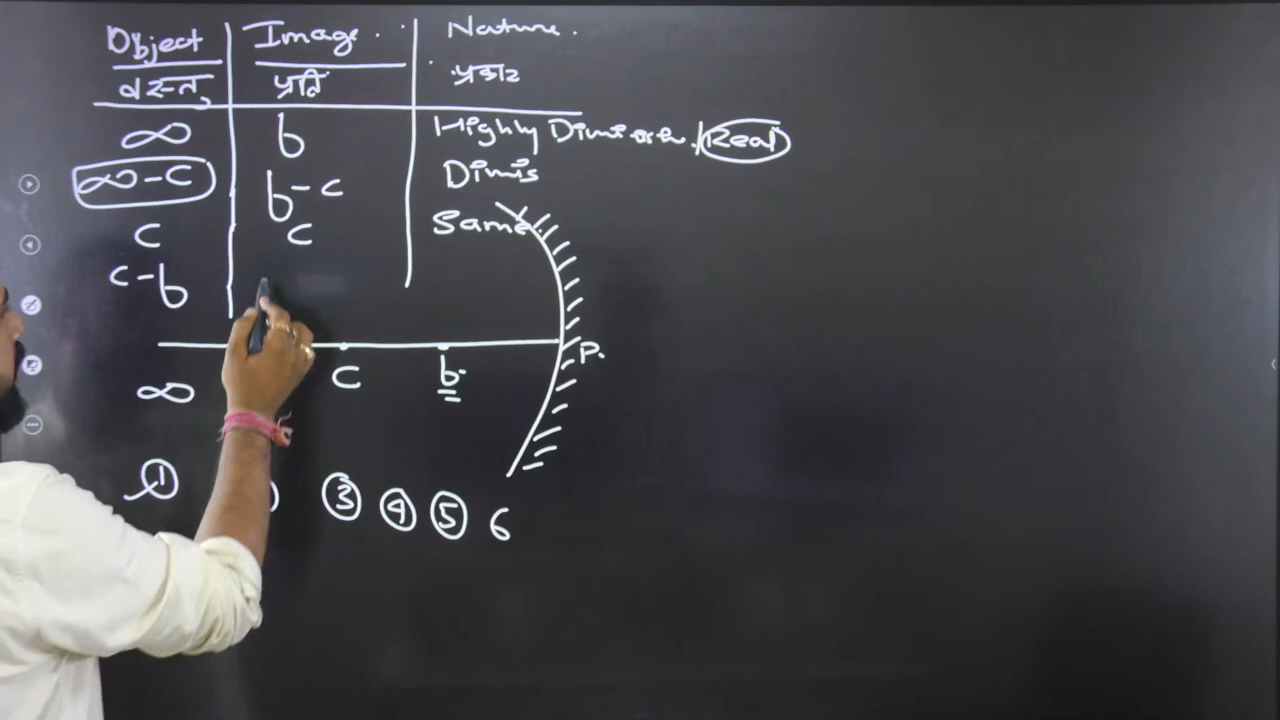 Object | Image. | Nature.
वस्तु | प्रति | प्रकार
∞ | b | Highly Diminish./Real
∞-C | b-c | Dimis
C | C | Same.
C-b
P.
∞ C b
① ③ ④ ⑤ 6